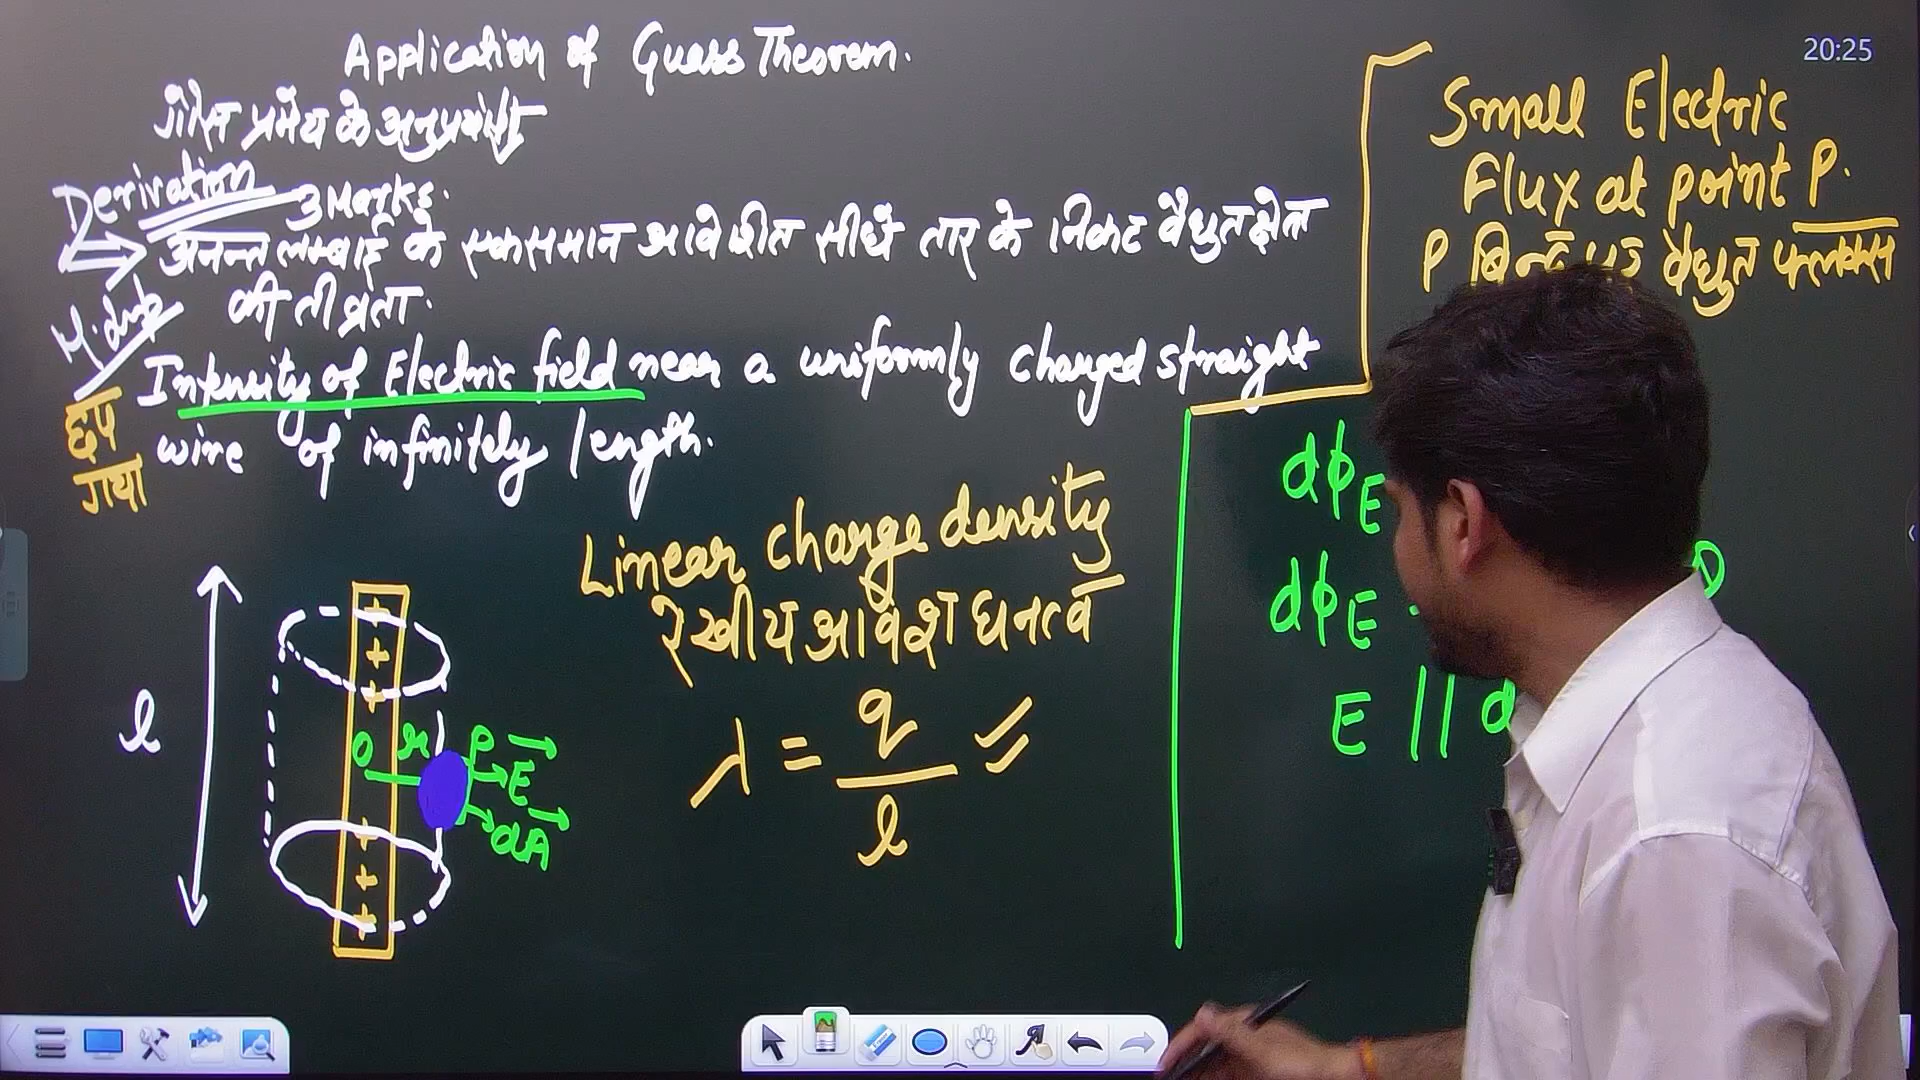 Application of Guass Theorem.
गौस प्रमेय के अनुप्रयोग
Derivation 3 Marks.
अनन्त लम्बाई के एकसमान आवेशित सीधे तार के निकट वैधुत क्षेत्र
की तीव्रता.
Intensity of Electric field near a uniformly charged straight
wire of infinitely length.
छप
गया
Linear charge density
रेखीय आवेश घनत्व
λ = q / l
l
+
+
+
O r P E
dA
+
+
+
20:25
Small Electric
Flux at point P.
P बिन्दु पर वैधुत फ्लक्स
dϕE
dϕE
E || d